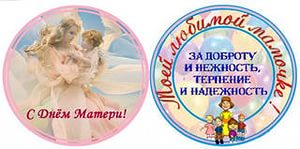 С Днём Матери!
Моей любимой мамочке!
ЗА ДОБРОТУ
И НЕЖНОСТЬ,
ТЕРПЕНИЕ
И НАДЕЖНОСТЬ